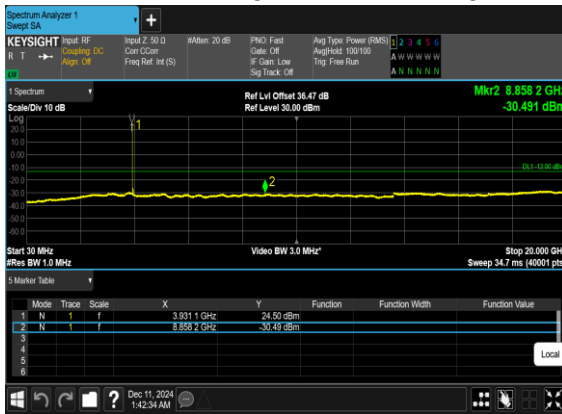 Spectrum Analyzer 1
Swept SA
+
KEYSIGHT Input: RF Input Z: 50 Ω #Atten: 20 dB PNO: Fast Avg Type: Power (RMS) 1 2 3 4 5 6
R T Coupling: DC Corr CCorr Gate: Off Avg|Hold: 100/100 A W W W W W
Align: Off Freq Ref: Int (S) IF Gain: Low Trig: Free Run
Sig Track: Off A N N N N N
1 Spectrum Ref Lvl Offset 36.47 dB Mkr2 8.858 2 GHz
Scale/Div 10 dB Ref Level 30.00 dBm -30.491 dBm
Log
20.0
10.0
0.00
-10.0
-20.0
-30.0
-40.0
-50.0
-60.0
1
2
DL1 -13.00 dB
Start 30 MHz Video BW 3.0 MHz* Stop 20.000 GH
#Res BW 1.0 MHz Sweep 34.7 ms (40001 pts
5 Marker Table
Mode Trace Scale X Y Function Function Width Function Value
1 N 1 f 3.931 1 GHz 24.50 dBm
2 N 1 f 8.858 2 GHz -30.49 dBm
3
4
5
6
Local
? Dec 11, 2024
1:42:34 AM